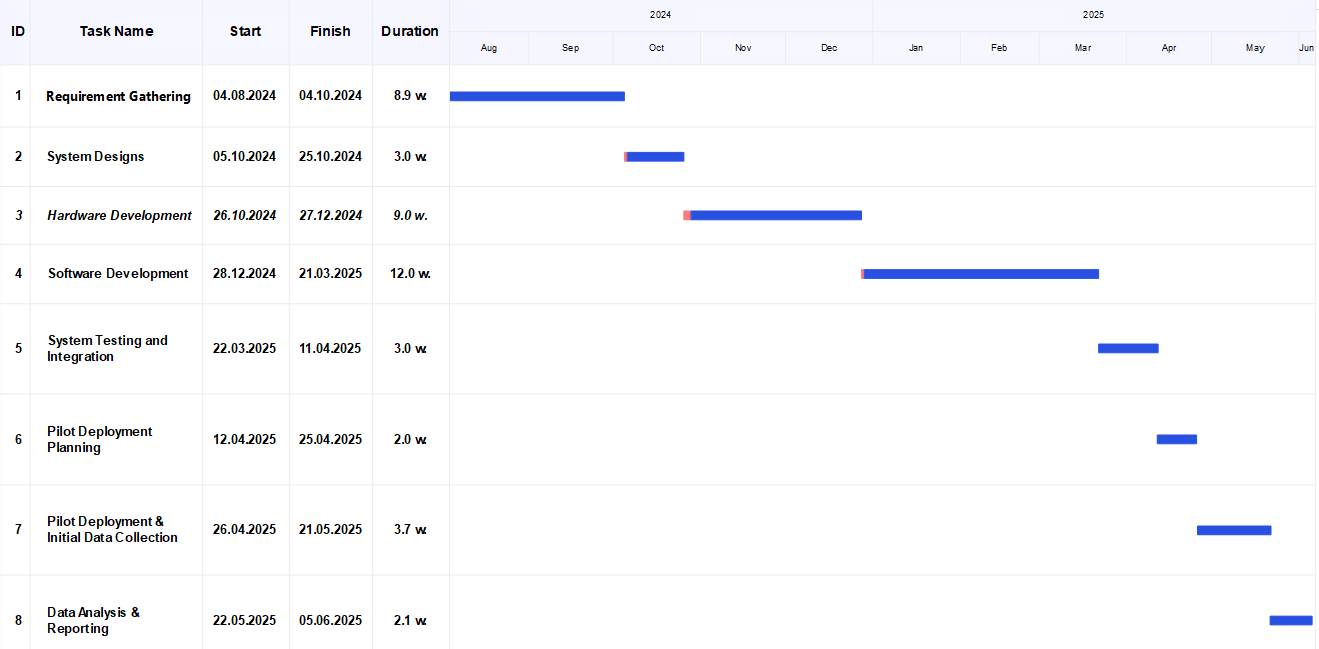 ID Task Name Start Finish Duration 2024 2025
Aug Sep Oct Nov Dec Jan Feb Mar Apr May Jun
1 Requirement Gathering 04.08.2024 04.10.2024 8.9 w.
2 System Designs 05.10.2024 25.10.2024 3.0 w.
3 Hardware Development 26.10.2024 27.12.2024 9.0 w.
4 Software Development 28.12.2024 21.03.2025 12.0 w.
5 System Testing and
Integration 22.03.2025 11.04.2025 3.0 w.
6 Pilot Deployment
Planning 12.04.2025 25.04.2025 2.0 w.
7 Pilot Deployment &
Initial Data Collection 26.04.2025 21.05.2025 3.7 w.
8 Data Analysis &
Reporting 22.05.2025 05.06.2025 2.1 w.